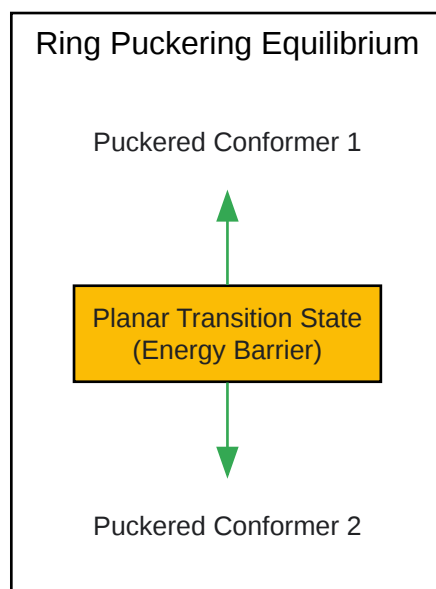 Ring Puckering Equilibrium
Puckered Conformer 1
Planar Transition State
(Energy Barrier)
Puckered Conformer 2